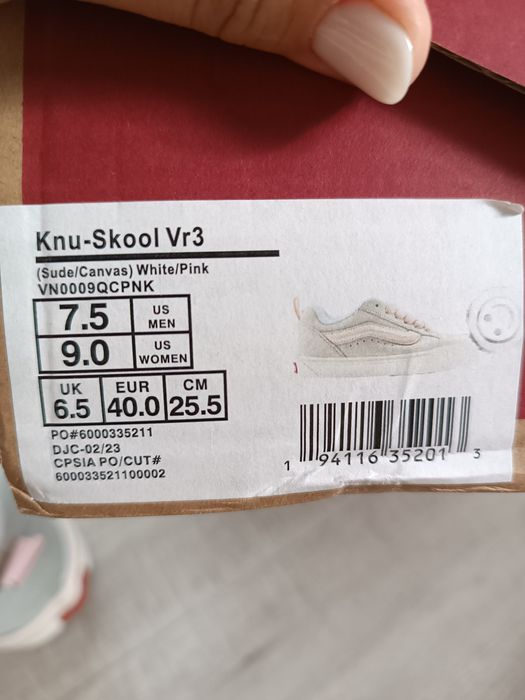 Knu-Skool Vr3
(Sude/Canvas) White/Pink
VN0009QCPNK
7.5 US MEN
9.0 US WOMEN
UK 6.5 EUR 40.0 CM 25.5
PO#6000335211
DJC-02/23
CPSIA PO/CUT#
600033521100002
1 94116 35201 3